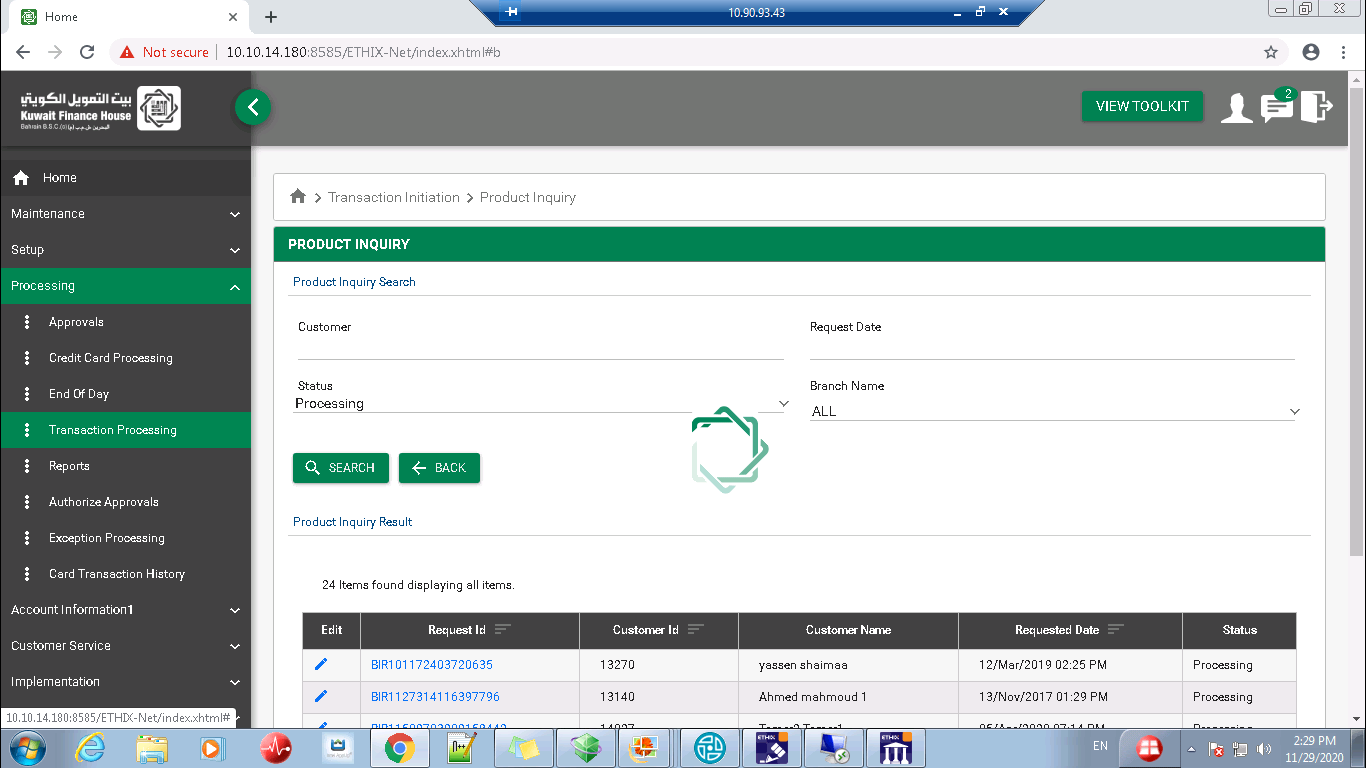 Home
10.90.93.43
Not secure
10.10.14.180:8585/ETHIX-Net/index.xhtml#b
بيت التمويل الكويتي
Kuwait Finance House
VIEW TOOLKIT
2
Home
Maintenance
Setup
Processing
Approvals
Credit Card Processing
End Of Day
Transaction Processing
Reports
Authorize Approvals
Exception Processing
Card Transaction History
Account Information1
Customer Service
Implementation
10.10.14.180:8585/ETHIX-Net/index.xhtml#
Transaction Initiation
Product Inquiry
PRODUCT INQUIRY
Product Inquiry Search
Customer
Request Date
Status
Processing
Branch Name
ALL
SEARCH
BACK
Product Inquiry Result
24 Items found displaying all items.
Edit Request Id Customer Id Customer Name Requested Date Status
BIR101172403720635 13270 yassen shaimaa 12/Mar/2019 02:25 PM Processing
BIR1127314116397796 13140 Ahmed mahmoud 1 13/Nov/2017 01:29 PM Processing
ETHIX
ETHIX
EN
2:29 PM
11/29/2020